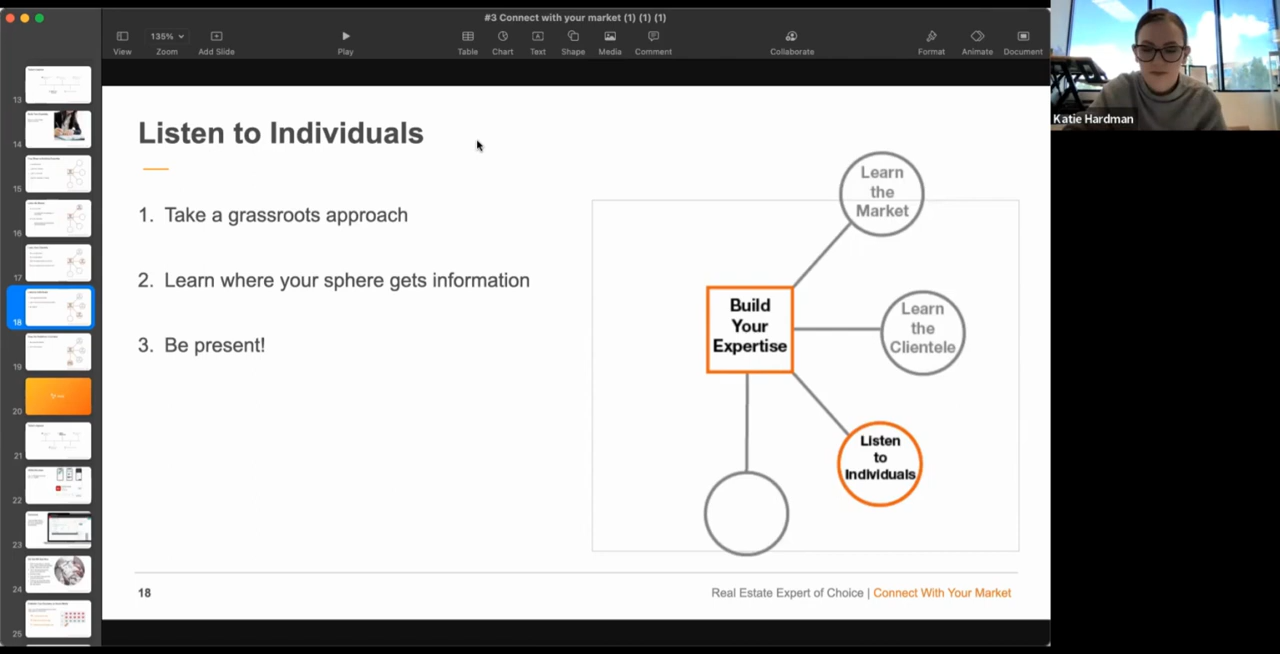 #3 Connect with your market (1) (1) (1)
135%
View
Zoom
Add Slide
Play
Table
Chart
Text
Shape
Media
Comment
Collaborate
Format
Animate
Document
Katie Hardman
13
14
15
16
17
18
19
20
21
22
23
24
25
Listen to Individuals
1. Take a grassroots approach
2. Learn where your sphere gets information
3. Be present!
Learn
the
Market
Build
Your
Expertise
Learn
the
Clientele
Listen
to
Individuals
18
Real Estate Expert of Choice | Connect With Your Market